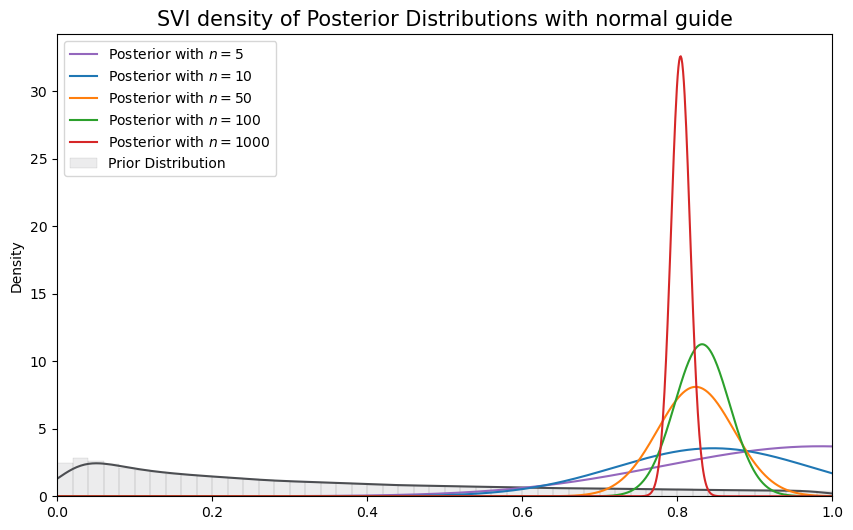 SVI density of Posterior Distributions with normal guide
Posterior with n = 5
Posterior with n = 10
Posterior with n = 50
Posterior with n = 100
Posterior with n = 1000
Prior Distribution
Density
30
25
20
15
10
5
0
0.0 0.2 0.4 0.6 0.8 1.0